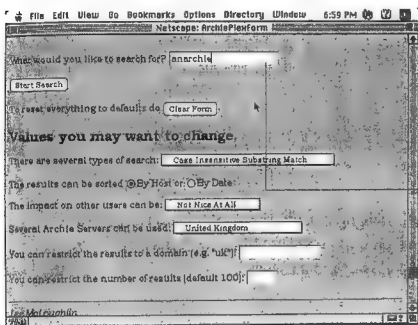 File Edit View Go Bookmarks Options Directory Window 6:59 PM
Netscape: ArchiePlexForm
What would you like to search for? anarchie
Start Search
To reset everything to defaults do Clear Form
Values you may want to change
There are several types of search: Case Insensitive Substring Match
The results can be sorted By Host or By Date
The impact on other users can be: Not Nice At All
Several Archie Servers can be used: United Kingdom
You can restrict the results to a domain (e.g. "uk"):
You can restrict the number of results (default 100):
Lee McLoughlin